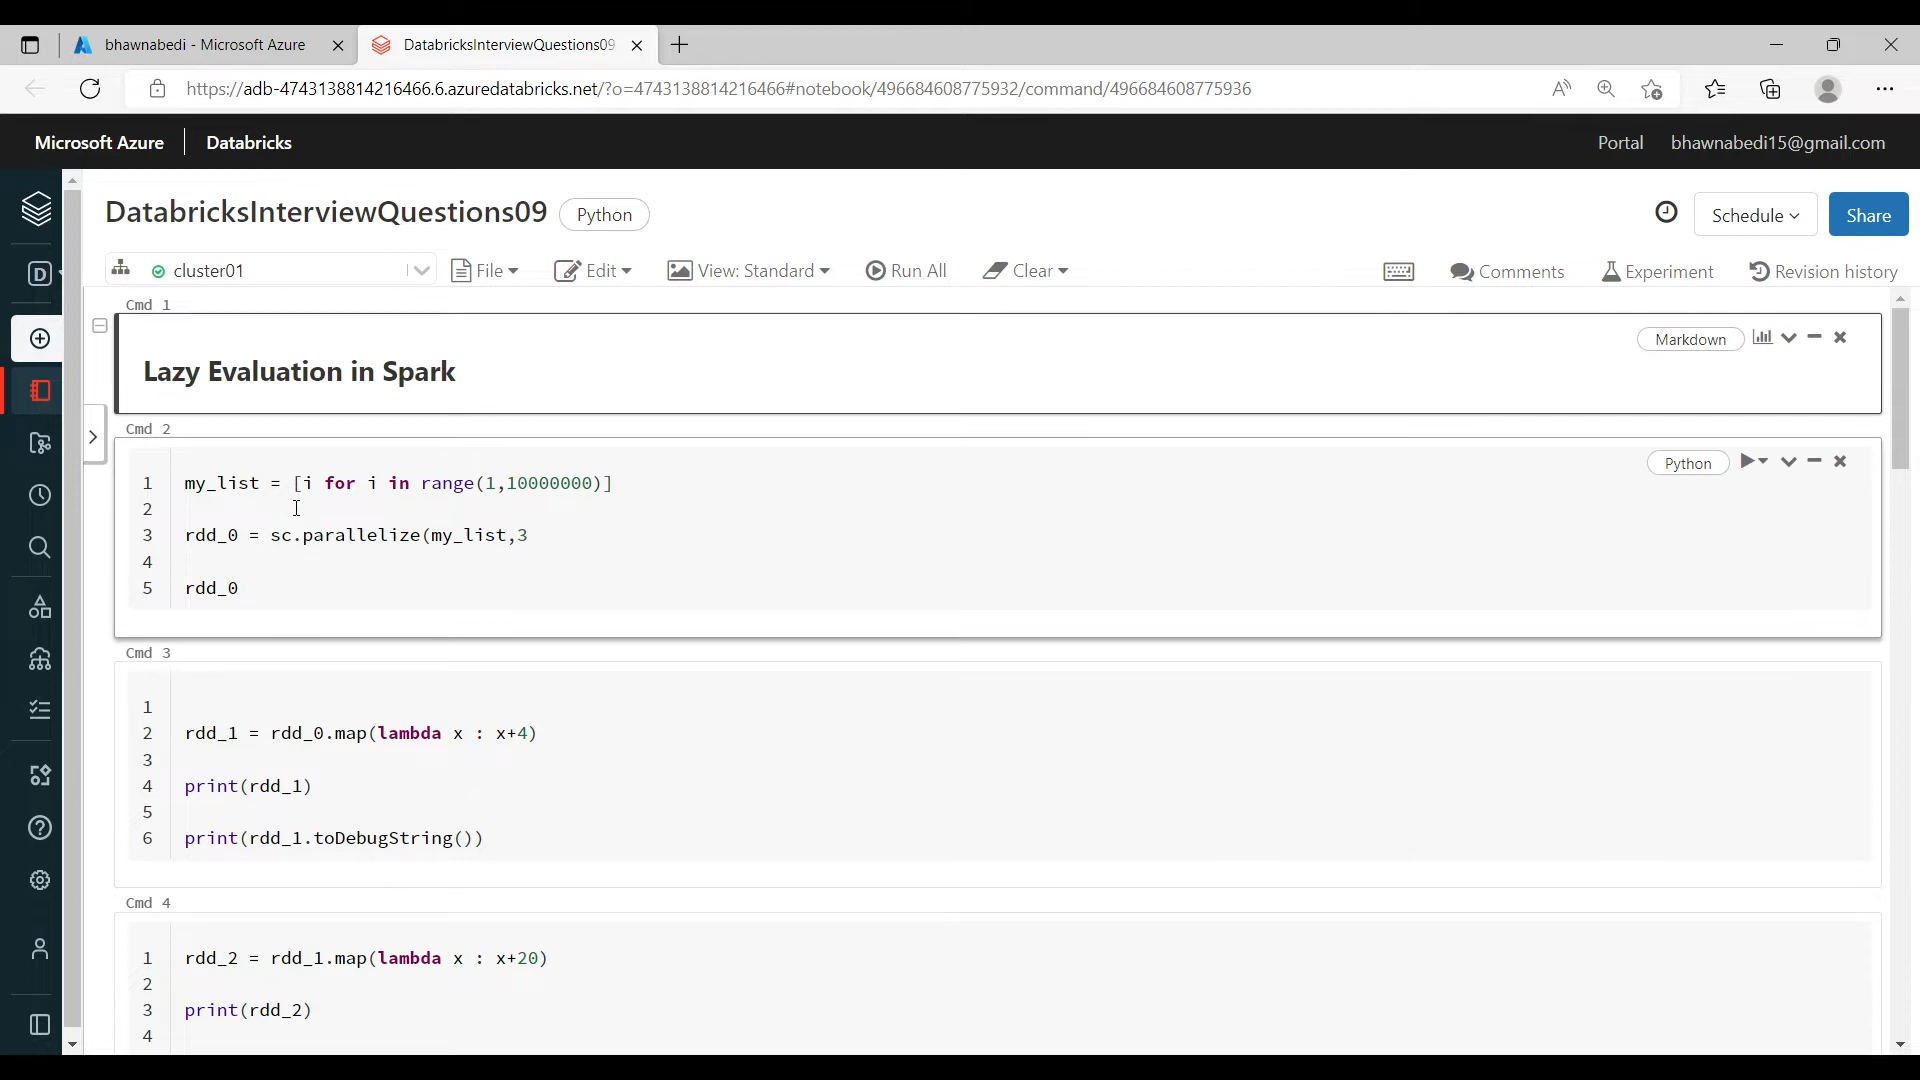 bhawnabedi - Microsoft Azure
DatabricksInterviewQuestions09
https://adb-4743138814216466.6.azuredatabricks.net/?o=4743138814216466#notebook/496684608775932/command/496684608775936
Microsoft Azure
Databricks
Portal
bhawnabedi15@gmail.com
DatabricksInterviewQuestions09
Python
Schedule
Share
cluster01
File
Edit
View: Standard
Run All
Clear
Comments
Experiment
Revision history
D
Cmd 1
Markdown
Lazy Evaluation in Spark
Cmd 2
Python
1 my_list = [i for i in range(1,10000000)]
2
3 rdd_0 = sc.parallelize(my_list,3
4
5 rdd_0
Cmd 3
1
2 rdd_1 = rdd_0.map(lambda x : x+4)
3
4 print(rdd_1)
5
6 print(rdd_1.toDebugString())
Cmd 4
1 rdd_2 = rdd_1.map(lambda x : x+20)
2
3 print(rdd_2)
4